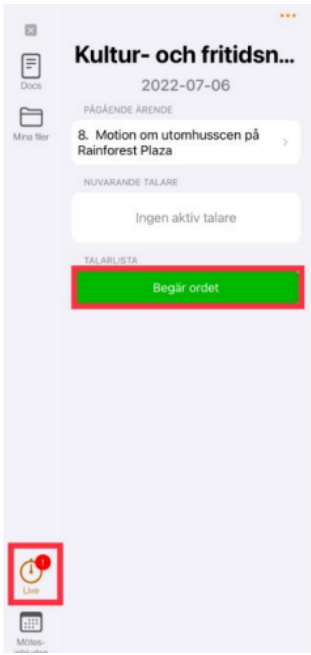 Kultur- och fritidsn...
2022-07-06
Docs
Mina filer
PÅGÅENDE ÄRENDE
8. Motion om utomhusscen på
Rainforest Plaza
NUVARANDE TALARE
Ingen aktiv talare
TALARLISTA
Begär ordet
1
Live
Mötes-